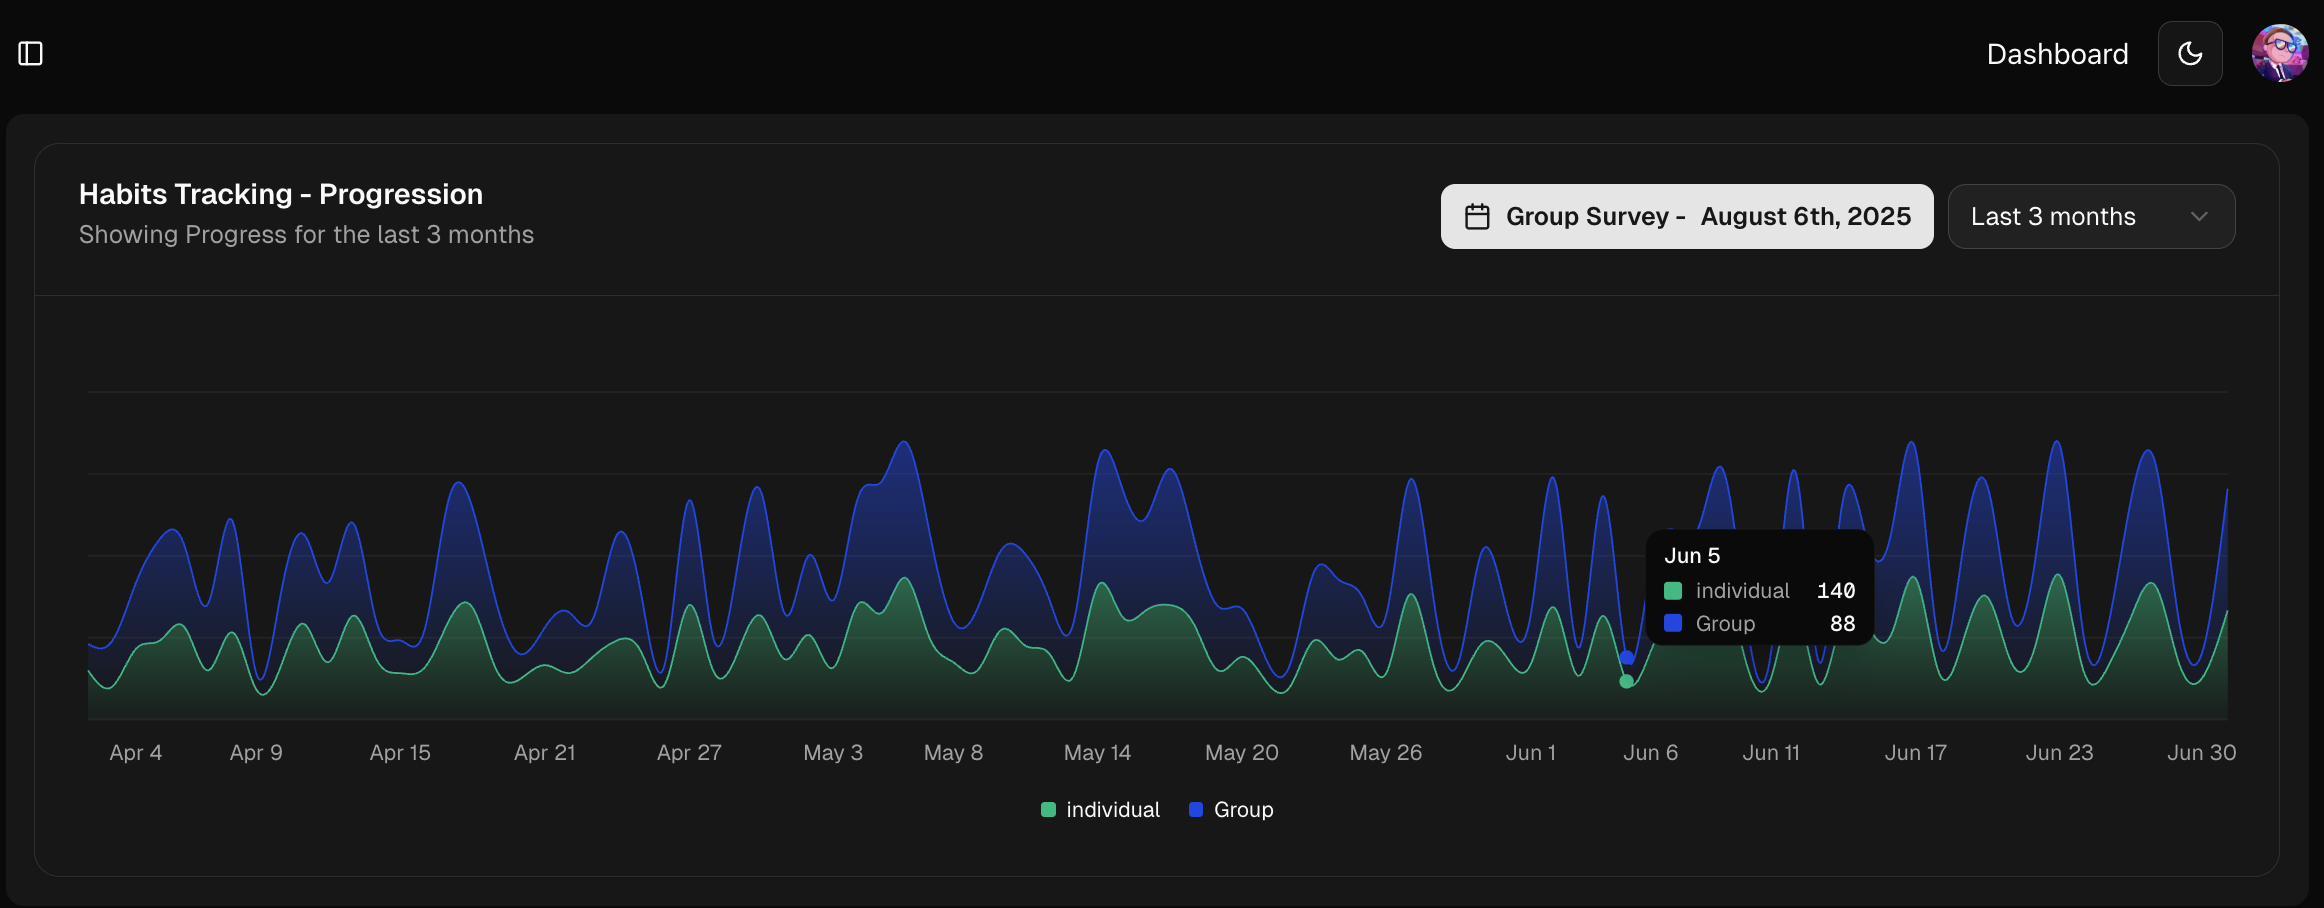 Dashboard
Habits Tracking - Progression
Showing Progress for the last 3 months
Group Survey - August 6th, 2025
Last 3 months
Jun 5
individual 140
Group 88
Apr 4 Apr 9 Apr 15 Apr 21 Apr 27 May 3 May 8 May 14 May 20 May 26 Jun 1 Jun 6 Jun 11 Jun 17 Jun 23 Jun 30
individual Group